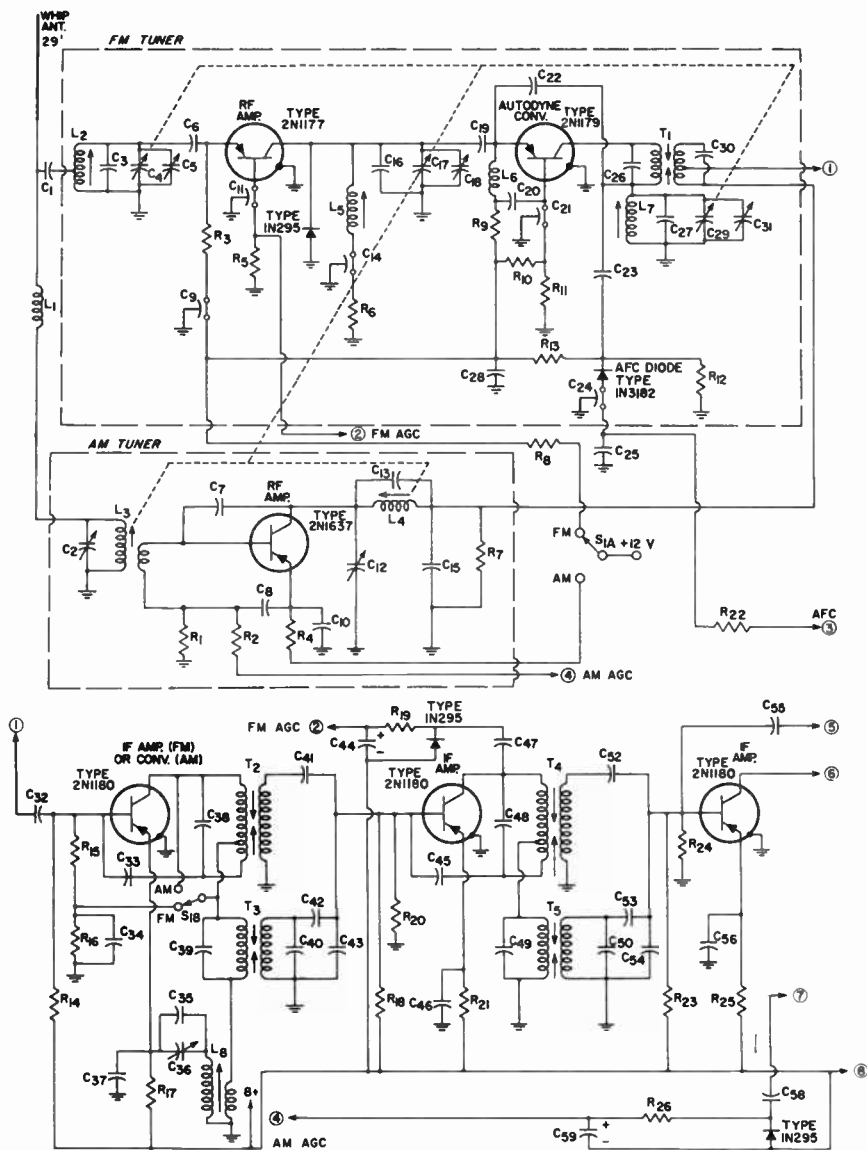 WHIP
ANT.
29'
FM TUNER
C22
RF
AMP.
TYPE
2N1177
AUTODYNE
CONV.
TYPE
2N1179
L2
C6
C19
T1
C30
C1
C3
C4
C5
C11
C16
C17
C18
L6
C20
C21
C26
①
L5
L7
C27
C29
C31
TYPE
IN295
R3
R5
C14
R9
R10
R11
C23
L1
C9
R6
R13
C28
AFC DIODE
TYPE
IN3182
R12
C24
② FM AGC
C25
AM TUNER
R8
C13
L3
C7
RF
AMP.
TYPE
2N1637
L4
FM
S1A +12 V
C2
C12
C15
R7
AM
C8
C10
R1
R2
R4
R22
AFC
③
④ AM AGC
①
FM AGC ②
R19
TYPE
IN295
C55
⑤
IF AMP. (FM)
OR CONV. (AM)
TYPE
2N1180
T2
C41
C44
+
-
IF
AMP.
TYPE
2N1180
C47
T4
C52
IF
AMP.
TYPE
2N1180
⑥
C32
C38
C48
R15
C33
AM
C45
R24
FM S1B
T3
C42
T5
C53
R16
C34
C39
C40
C43
R20
C49
C50
C54
C56
R14
C35
R18
C46
R21
R23
R25
⑦
C36
L8
C37
R17
B+
⑧
④
AM AGC
R26
C58
C59
+
-
TYPE
IN295